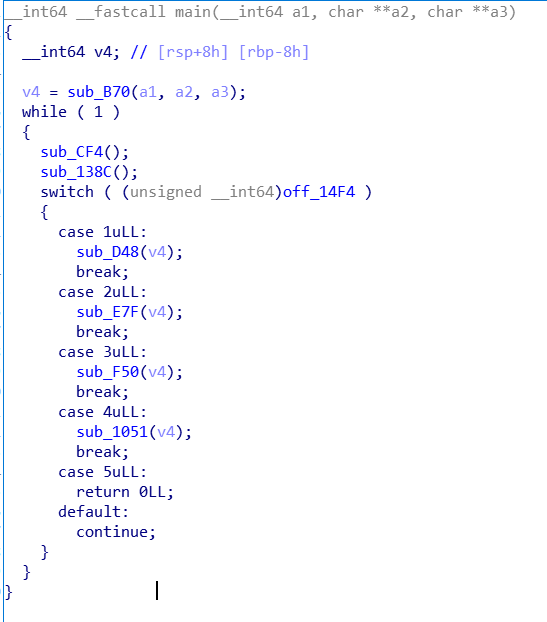 __int64 __fastcall main(__int64 a1, char **a2, char **a3)
{
  __int64 v4; // [rsp+8h] [rbp-8h]

  v4 = sub_B70(a1, a2, a3);
  while ( 1 )
  {
    sub_CF4();
    sub_138C();
    switch ( (unsigned __int64)off_14F4 )
    {
      case 1uLL:
        sub_D48(v4);
        break;
      case 2uLL:
        sub_E7F(v4);
        break;
      case 3uLL:
        sub_F50(v4);
        break;
      case 4uLL:
        sub_1051(v4);
        break;
      case 5uLL:
        return 0LL;
      default:
        continue;
    }
  }
}